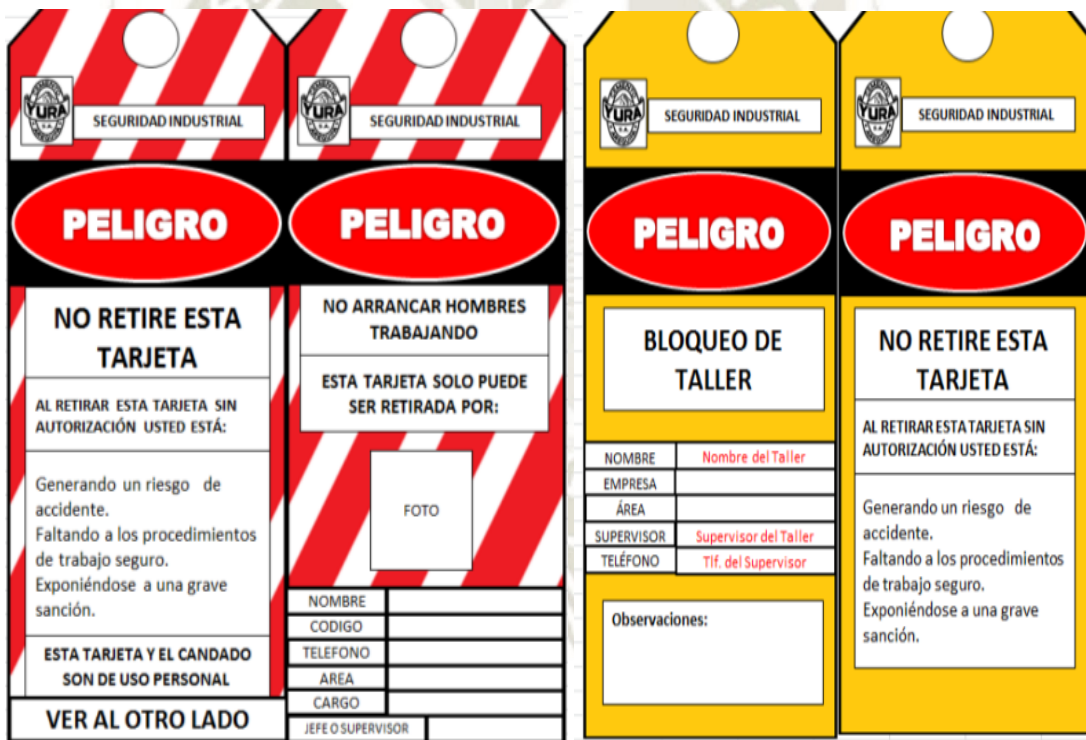 YURA
S.A.
SEGURIDAD INDUSTRIAL
PELIGRO
NO RETIRE ESTA
TARJETA
AL RETIRAR ESTA TARJETA SIN
AUTORIZACIÓN USTED ESTÁ:
Generando un riesgo de
accidente.
Faltando a los procedimientos
de trabajo seguro.
Exponiéndose a una grave
sanción.
ESTA TARJETA Y EL CANDADO
SON DE USO PERSONAL
VER AL OTRO LADO
YURA
S.A.
SEGURIDAD INDUSTRIAL
PELIGRO
NO ARRANCAR HOMBRES
TRABAJANDO
ESTA TARJETA SOLO PUEDE
SER RETIRADA POR:
FOTO
NOMBRE
CODIGO
TELEFONO
AREA
CARGO
JEFE O SUPERVISOR
YURA
S.A.
SEGURIDAD INDUSTRIAL
PELIGRO
BLOQUEO DE
TALLER
NOMBRE Nombre del Taller
EMPRESA
ÁREA
SUPERVISOR Supervisor del Taller
TELÉFONO Tlf. del Supervisor
Observaciones:
YURA
S.A.
SEGURIDAD INDUSTRIAL
PELIGRO
NO RETIRE ESTA
TARJETA
AL RETIRAR ESTA TARJETA SIN
AUTORIZACIÓN USTED ESTÁ:
Generando un riesgo de
accidente.
Faltando a los procedimientos
de trabajo seguro.
Exponiéndose a una grave
sanción.